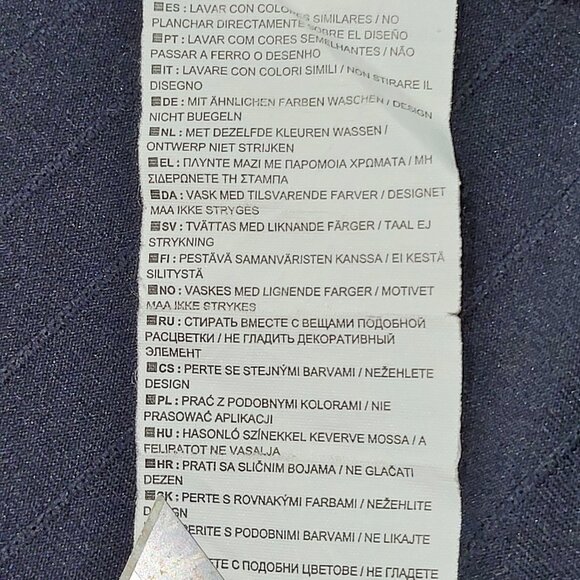 ES : LAVAR CON COLORES SIMILARES / NO
PLANCHAR DIRECTAMENTE SOBRE EL DISEÑO
PT : LAVAR COM CORES SEMELHANTES / NÃO
PASSAR A FERRO O DESENHO
IT : LAVARE CON COLORI SIMILI / NON STIRARE IL
DISEGNO
DE : MIT ÄHNLICHEN FARBEN WASCHEN / DESIGN
NICHT BUEGELN
NL : MET DEZELFDE KLEUREN WASSEN /
ONTWERP NIET STRIJKEN
EL : ΠΛΥΝΤΕ ΜΑΖΙ ΜΕ ΠΑΡΟΜΟΙΑ ΧΡΩΜΑΤΑ / ΜΗ
ΣΙΔΕΡΩΝΕΤΕ ΤΗ ΣΤΑΜΠΑ
DA : VASK MED TILSVARENDE FARVER / DESIGNET
MAA IKKE STRYGES
SV : TVÄTTAS MED LIKNANDE FÄRGER / TAAL EJ
STRYKNING
FI : PESTÄVÄ SAMANVÄRISTEN KANSSA / EI KESTÄ
SILITYSTÄ
NO : VASKES MED LIGNENDE FARGER / MOTIVET
MAA IKKE STRYKES
RU : СТИРАТЬ ВМЕСТЕ С ВЕЩАМИ ПОДОБНОЙ
РАСЦВЕТКИ / НЕ ГЛАДИТЬ ДЕКОРАТИВНЫЙ
ЭЛЕМЕНТ
CS : PERTE SE STEJNÝMI BARVAMI / NEŽEHLETE
DESIGN
PL : PRAĆ Z PODOBNYMI KOLORAMI / NIE
PRASOWAĆ APLIKACJI
HU : HASONLÓ SZÍNEKKEL KEVERVE MOSSA / A
FELIRATOT NE VASALJA
HR : PRATI SA SLIČNIM BOJAMA / NE GLAČATI
DEZEN
SK : PERTE S ROVNAKÝMI FARBAMI / NEŽEHLITE
S PODOBNIMI BARVAMI / NE LIKAJTE
С ПОДОБНИ ЦВЕТОВЕ / НЕ ГЛАДЕТЕ